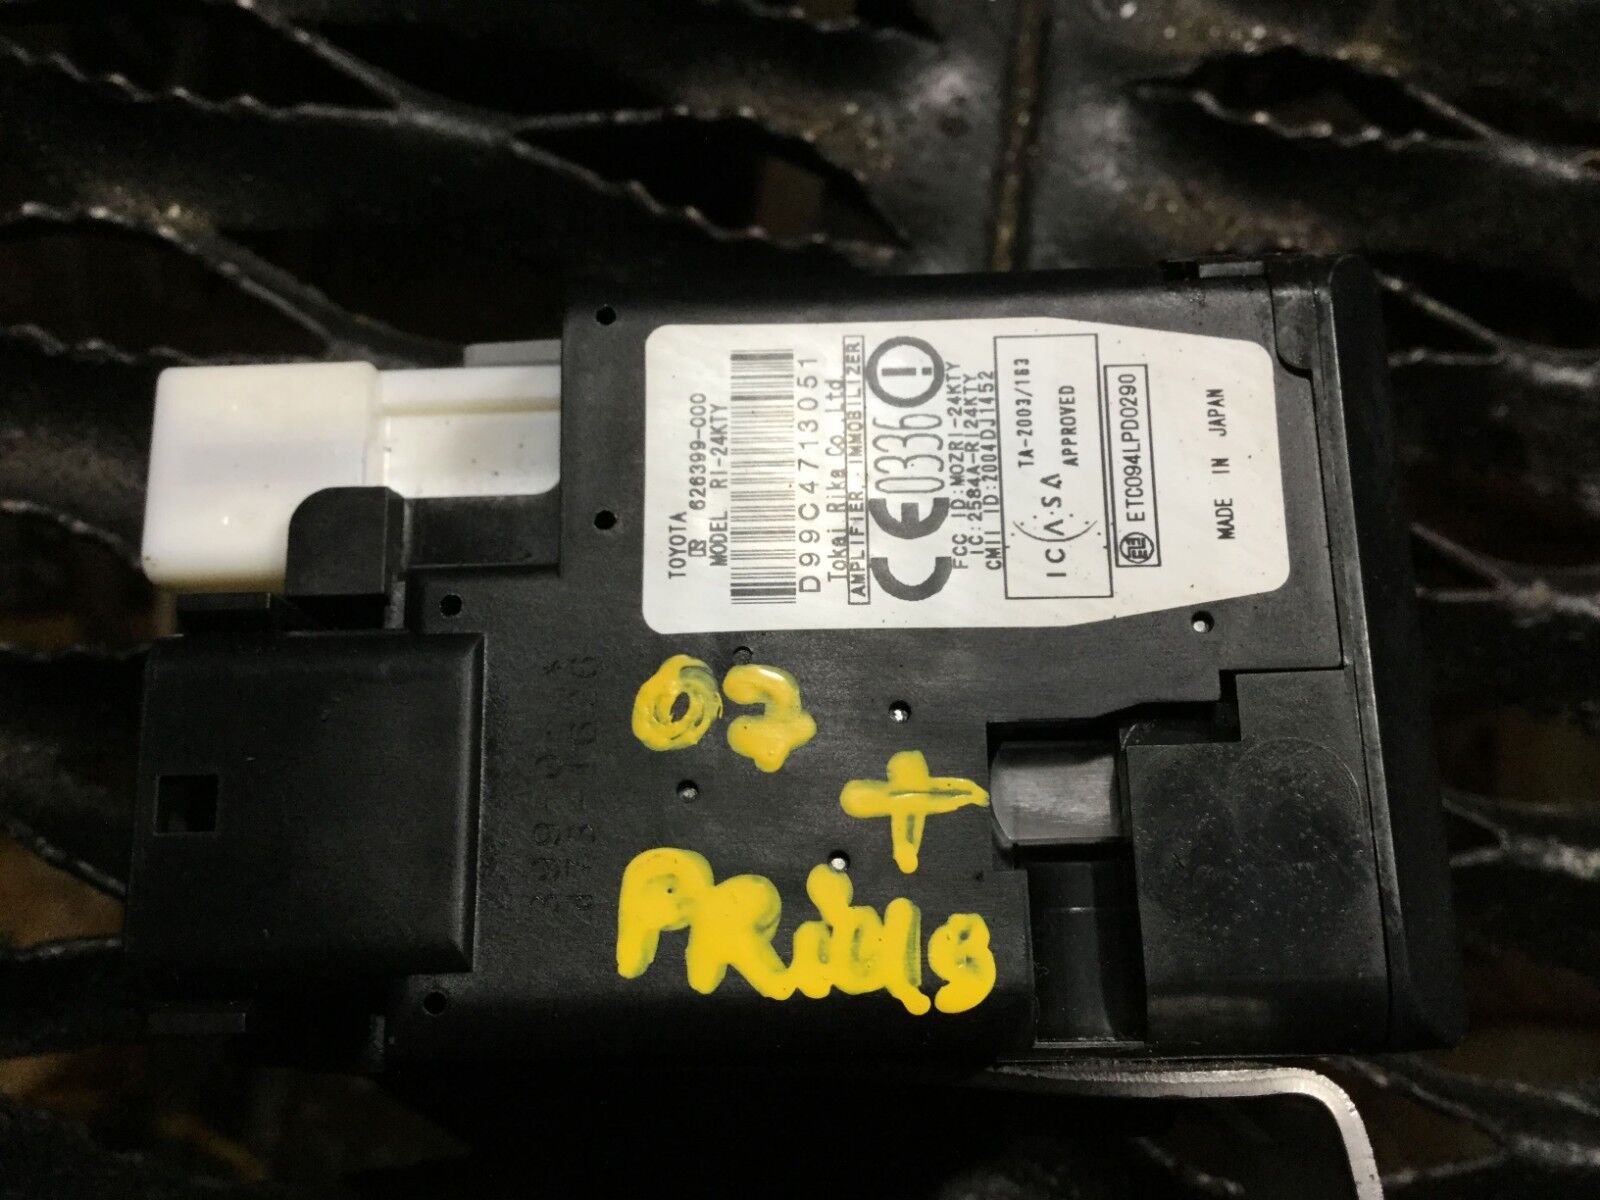 TOYOTA
626399-000
MODEL RI-24KTY
D99C4713051
Tokai Rika Co.,Ltd
AMPLIFIER IMMOBILIZER
CE0336
FCC ID:MOZRI-24KTY
IC:2584A-RI24KTY
CMII ID:2004DJ1452
ICASA
TA-2003/163
APPROVED
ETC094LPD0290
MADE IN JAPAN
07
+
PRiUS